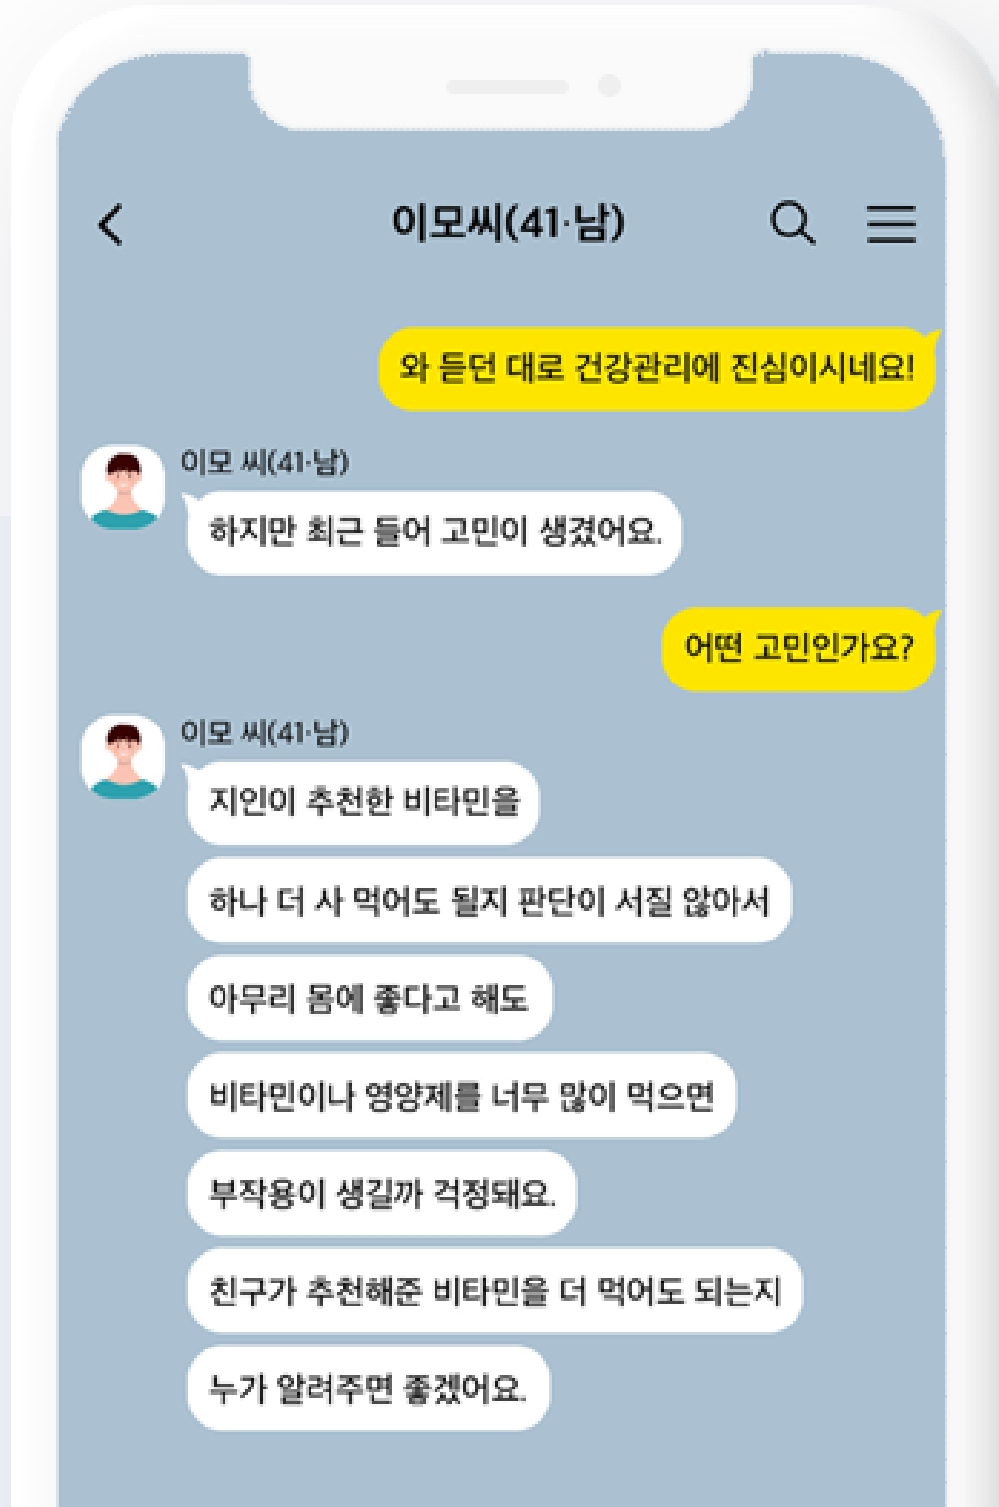 이모씨(41·남)
와 듣던 대로 건강관리에 진심이시네요!
이모 씨(41·남)
하지만 최근 들어 고민이 생겼어요.
어떤 고민인가요?
이모 씨(41·남)
지인이 추천한 비타민을
하나 더 사 먹어도 될지 판단이 서질 않아서
아무리 몸에 좋다고 해도
비타민이나 영양제를 너무 많이 먹으면
부작용이 생길까 걱정돼요.
친구가 추천해준 비타민을 더 먹어도 되는지
누가 알려주면 좋겠어요.